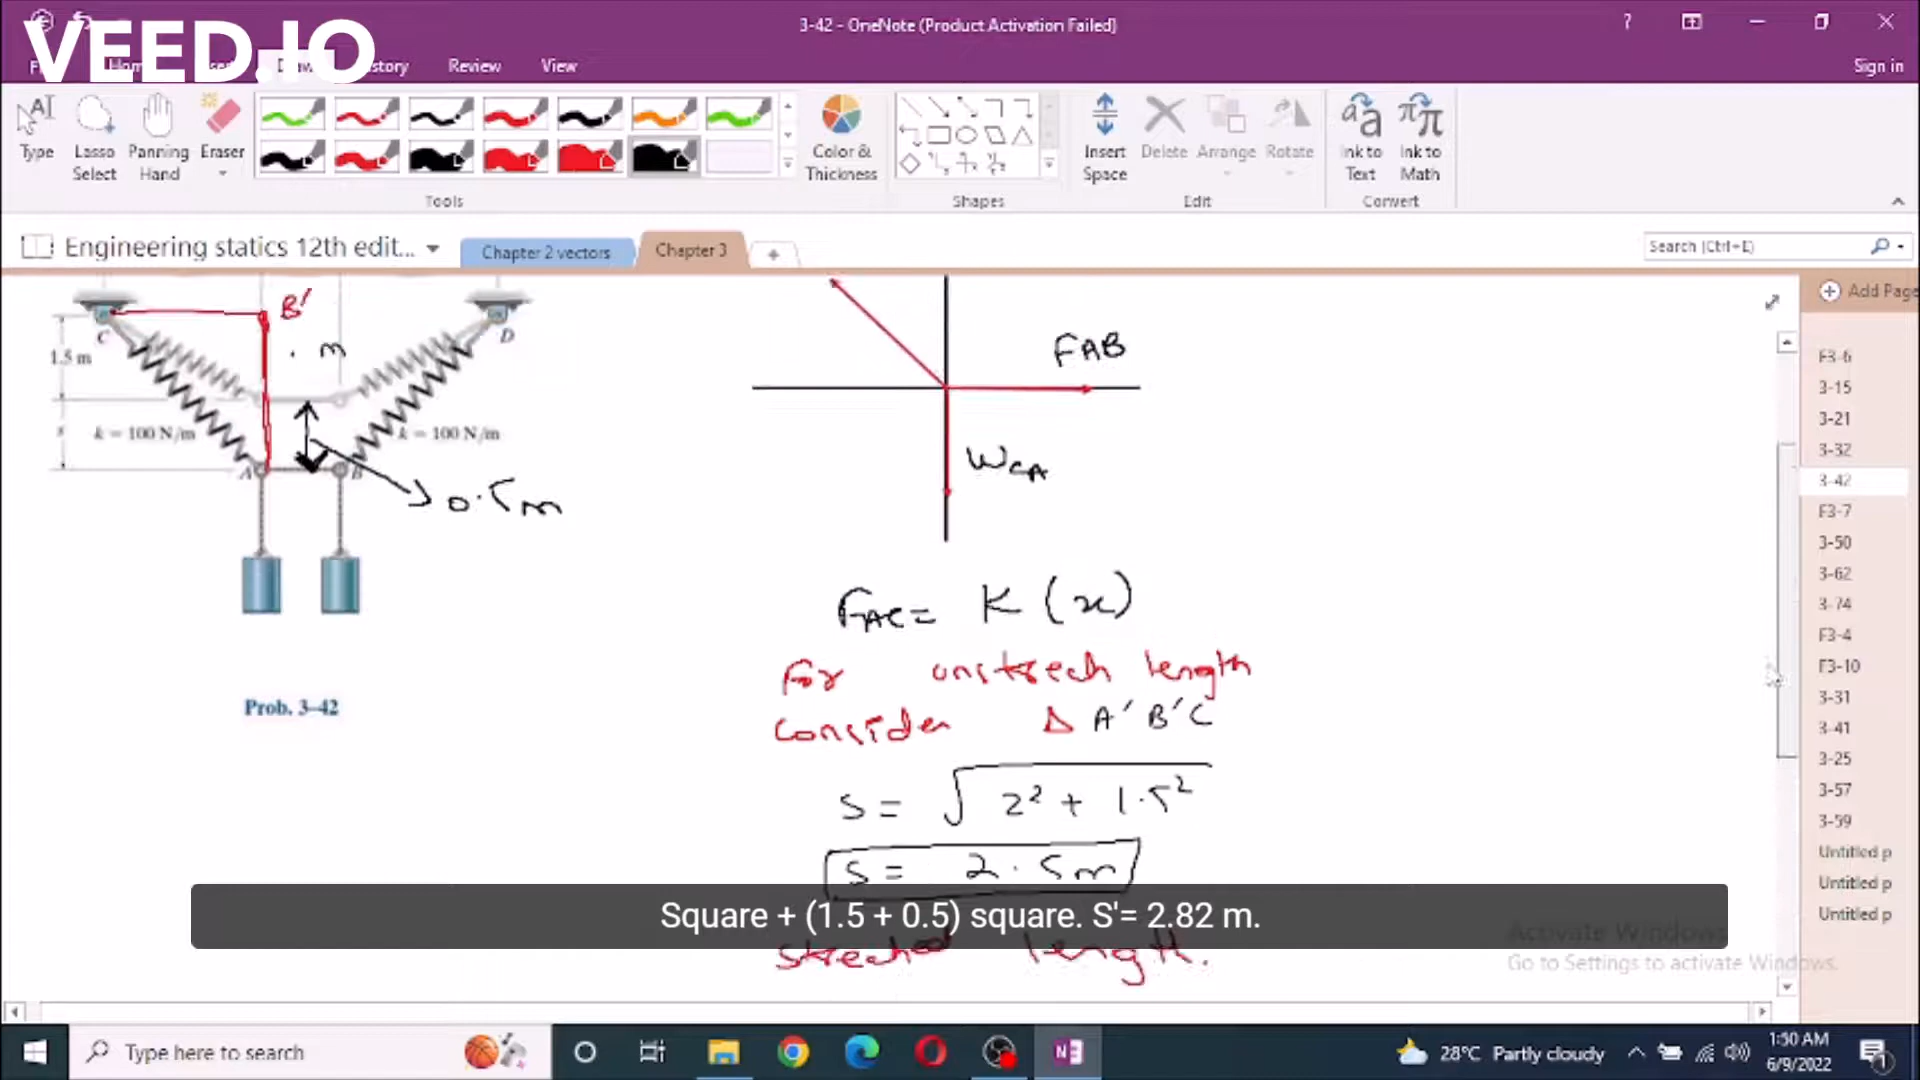 3-42 - OneNote (Product Activation Failed)
?
VEED.IO
Review
View
Sign in
Type
Lasso Select
Panning Hand
Eraser
Color & Thickness
Insert Space
Delete
Arrange
Rotate
Ink to Text
Ink to Math
Tools
Shapes
Edit
Convert
Engineering statics 12th edit...
Chapter 2 vectors
Chapter 3
Search (Ctrl+E)
Add Page
F3-6
3-15
3-21
3-32
3-42
F3-7
3-50
3-62
3-74
F3-4
F3-10
3-31
3-41
3-25
3-57
3-59
Untitled p
Untitled p
Untitled p
B'
C
D
1.5 m
m
k = 100 N/m
k = 100 N/m
A
B
0.5m
Prob. 3–42
FAB
WCA
FAC = K (x)
For unstrech length
consider Δ A'B'C
S = √2² + 1.5²
S = 2.5m
Square + (1.5 + 0.5) square. S'= 2.82 m.
streched length.
Activate Windows
Go to Settings to activate Windows.
Type here to search
28°C Partly cloudy
1:50 AM
6/9/2022
1